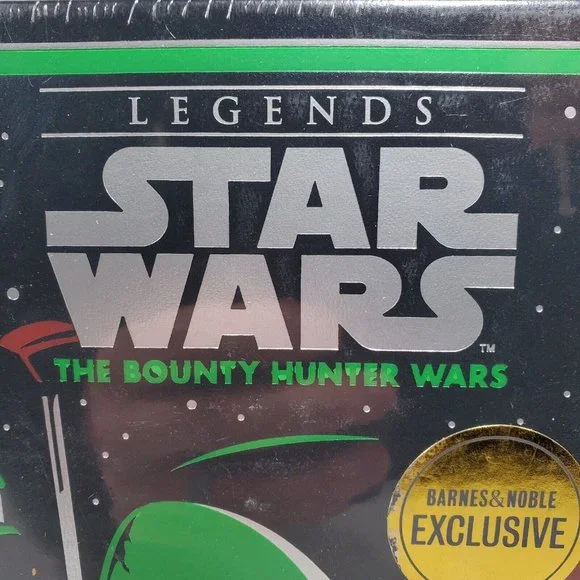 LEGENDS
STAR
WARS
TM
THE BOUNTY HUNTER WARS
BARNES&NOBLE
EXCLUSIVE